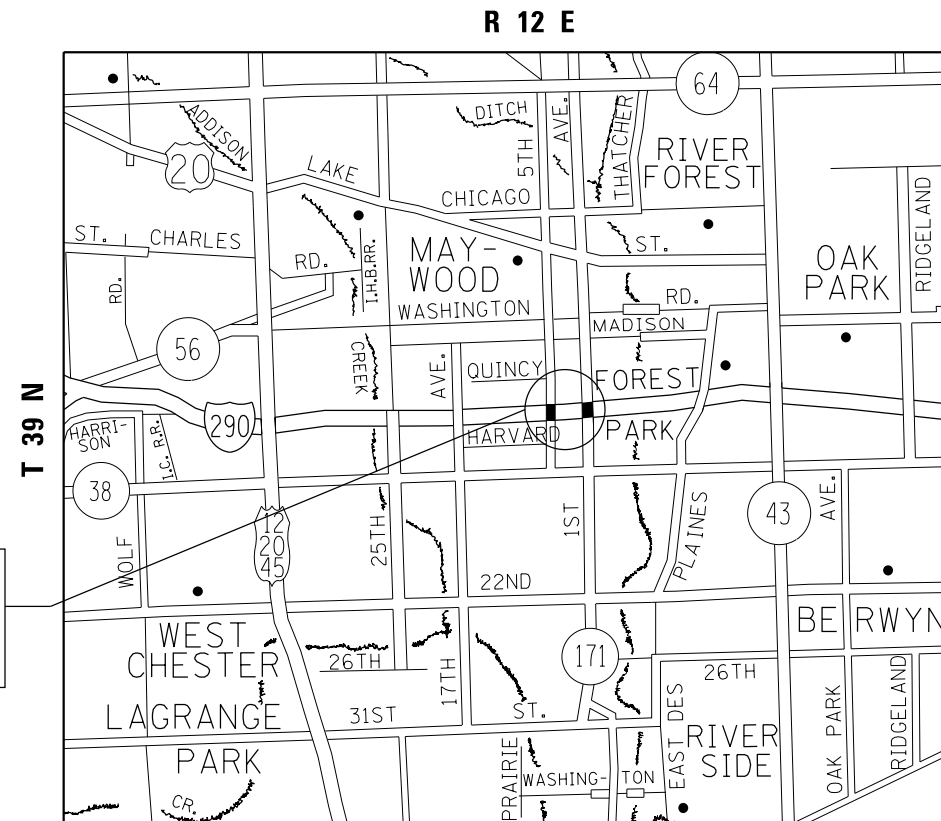 R 12 E
64
DITCH
5TH
AVE.
THATCHER
RIVER
FOREST
ADDISON
20
LAKE
CHICAGO
RIDGELAND
ST.
CHARLES
RD.
I.H.B.RR.
MAY-
WOOD
ST.
OAK
PARK
RD.
WASHINGTON
RD.
MADISON
56
CREEK
AVE.
QUINCY
FOREST
PARK
T 39 N
290
HARRI-
SON
I.C. R.R.
HARVARD
38
43
AVE.
12
20
45
25TH
1ST
PLAINES
WOLF
22ND
WEST
CHESTER
BERWYN
26TH
17TH
171
26TH
LAGRANGE
PARK
31ST
ST.
EAST DES
RIVER
SIDE
OAK PARK
RIDGELAND
PRAIRIE
WASHING-
TON
CR.